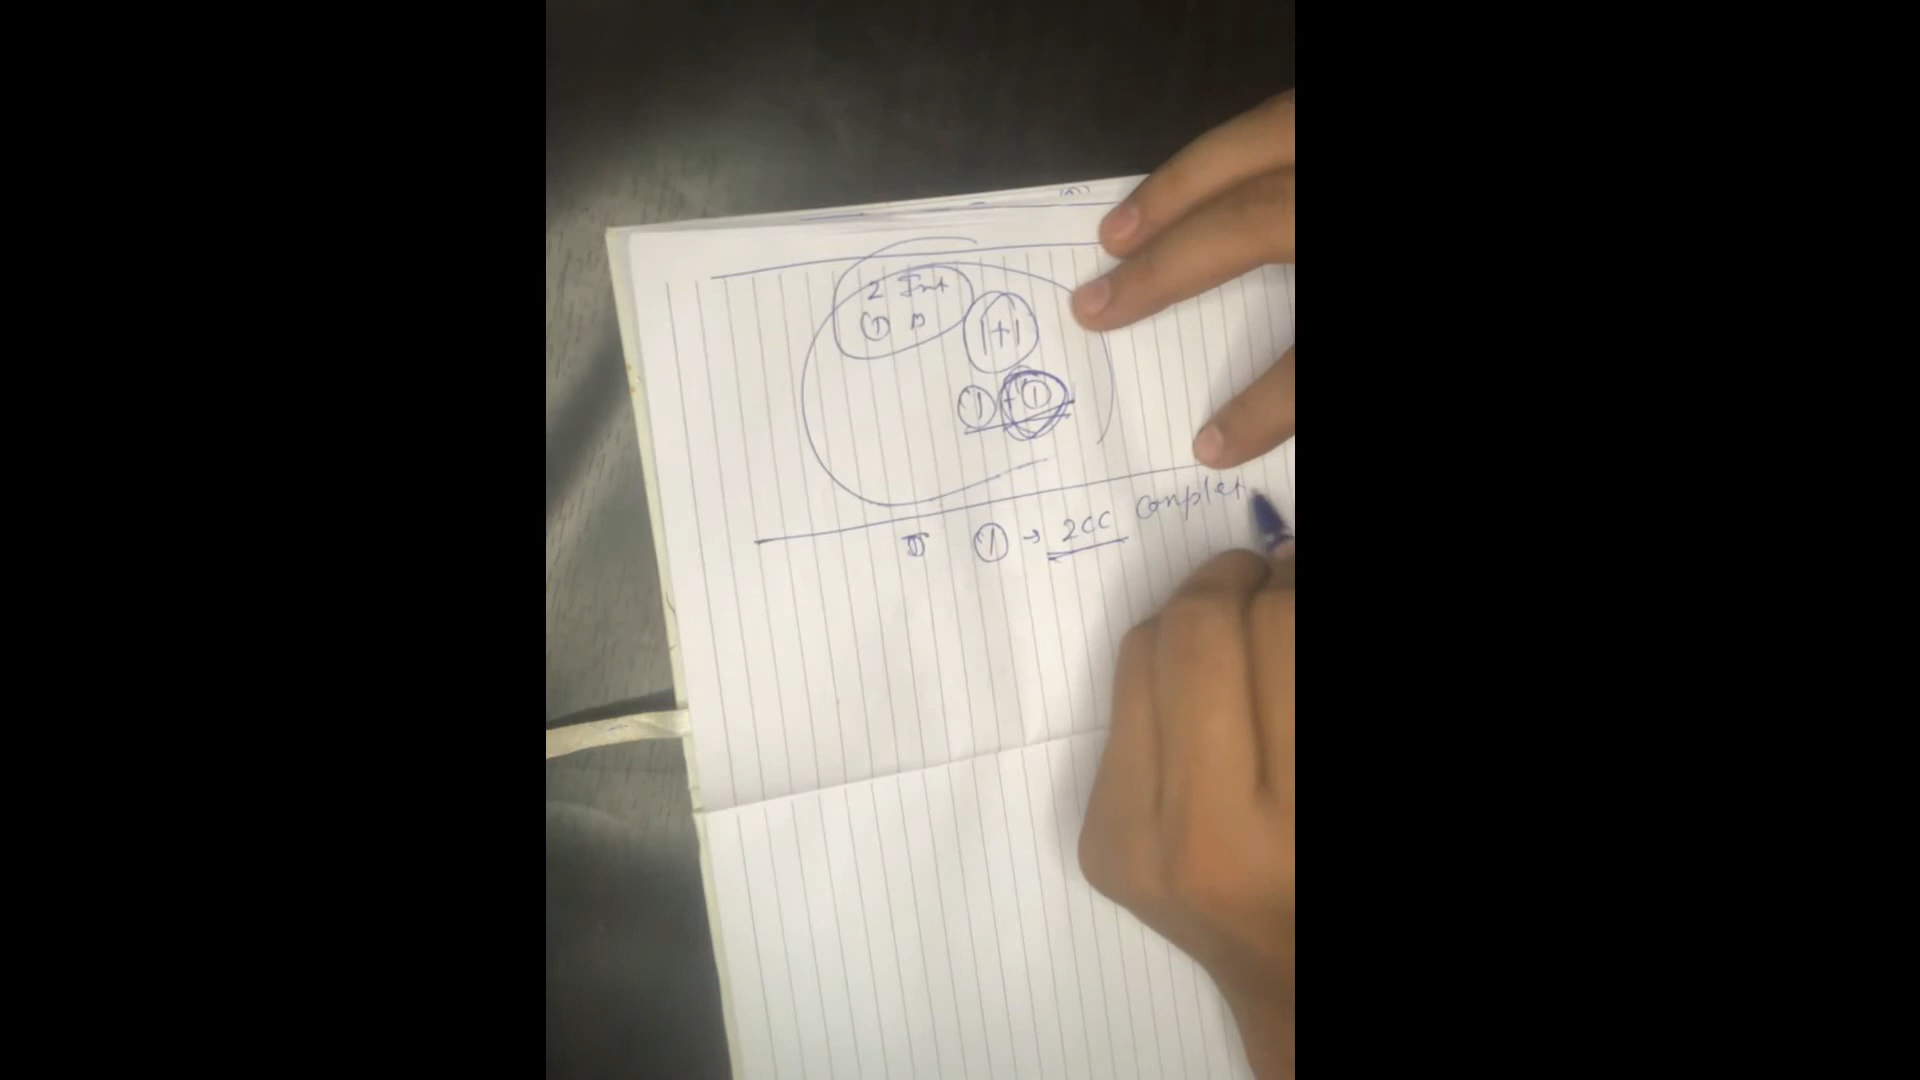 2 Int
① D
1+1
① + ①
① → 2CC Complet